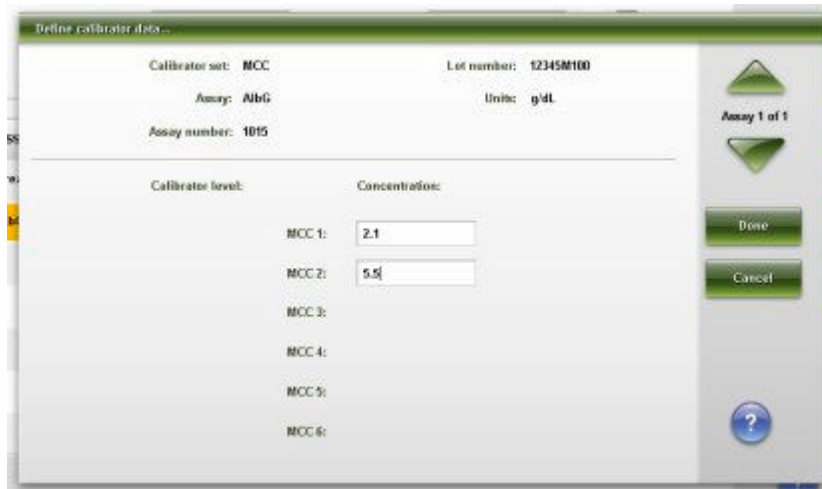 Define calibrator data...
Calibrator set: MCC Lot number: 12345M100
Assay: AlbG Units: g/dL
Assay number: 1015
Assay 1 of 1
Calibrator level: Concentration:
MCC 1: 2.1
MCC 2: 5.5
MCC 3:
MCC 4:
MCC 5:
MCC 6:
Done
Cancel
?